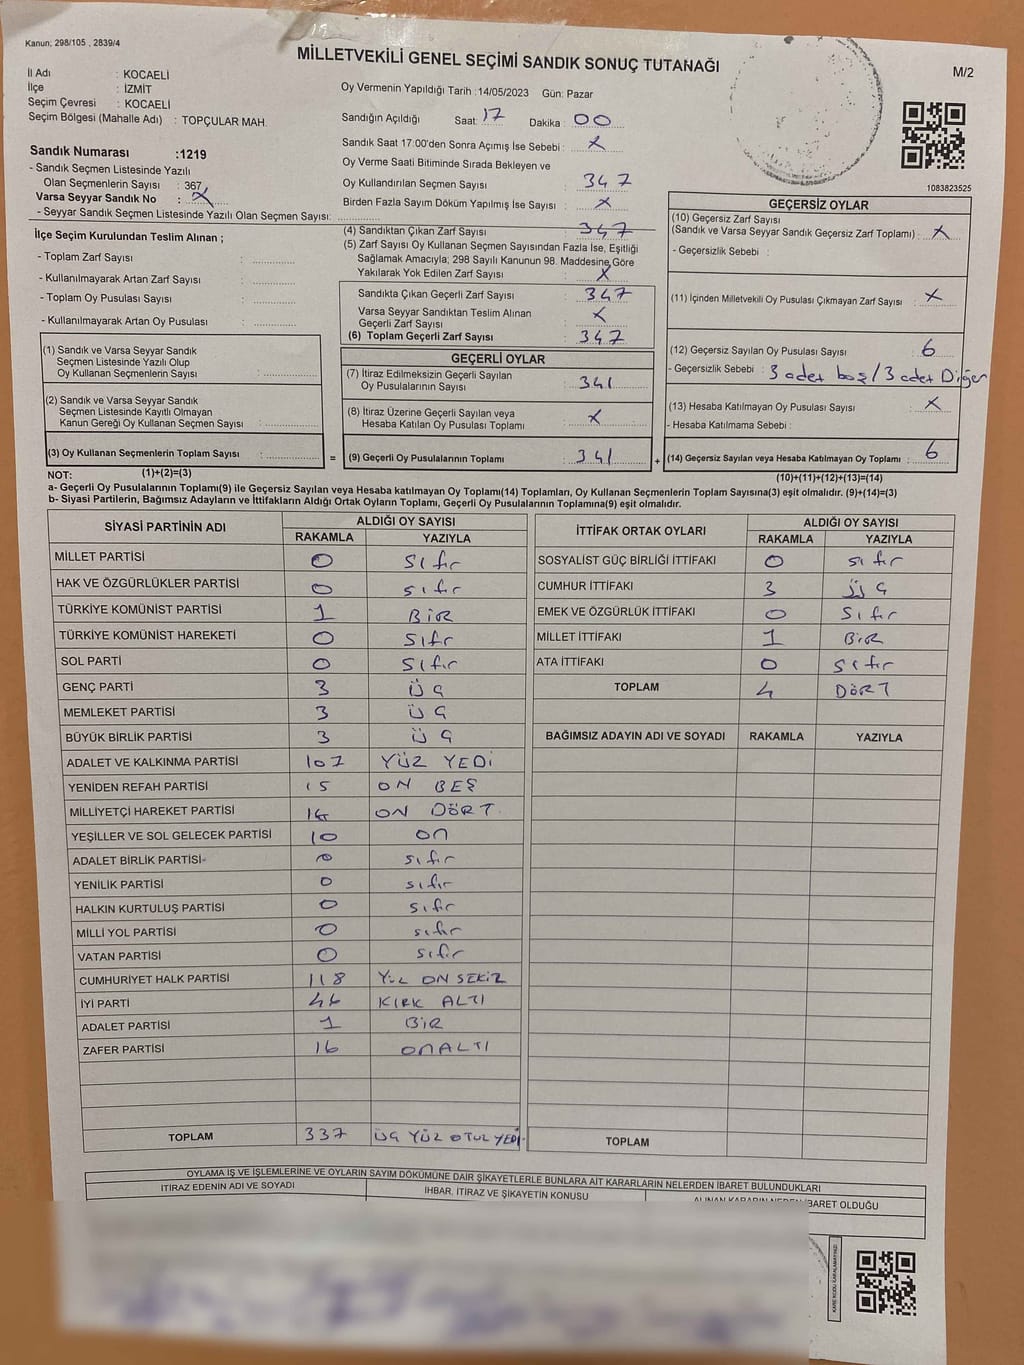 Kanun; 298/105 , 2839/4
MİLLETVEKİLİ GENEL SEÇİMİ SANDIK SONUÇ TUTANAĞI
M/2
İl Adı : KOCAELİ
İlçe : İZMİT
Seçim Çevresi : KOCAELİ
Seçim Bölgesi (Mahalle Adı) : TOPÇULAR MAH.
Sandık Numarası :1219
- Sandık Seçmen Listesinde Yazılı
Olan Seçmenlerin Sayısı : 367
Varsa Seyyar Sandık No : X
- Seyyar Sandık Seçmen Listesinde Yazılı Olan Seçmen Sayısı:
İlçe Seçim Kurulundan Teslim Alınan ;
- Toplam Zarf Sayısı :
- Kullanılmayarak Artan Zarf Sayısı :
- Toplam Oy Pusulası Sayısı :
- Kullanılmayarak Artan Oy Pusulası :
(1) Sandık ve Varsa Seyyar Sandık
Seçmen Listesinde Yazılı Olup
Oy Kullanan Seçmenlerin Sayısı :
(2) Sandık ve Varsa Seyyar Sandık
Seçmen Listesinde Kayıtlı Olmayan
Kanun Gereği Oy Kullanan Seçmen Sayısı :
(3) Oy Kullanan Seçmenlerin Toplam Sayısı :
(1)+(2)=(3)
Oy Vermenin Yapıldığı Tarih :14/05/2023 Gün: Pazar
Sandığın Açıldığı Saat: 17 Dakika : 00
Sandık Saat 17:00'den Sonra Açımış İse Sebebi : X
Oy Verme Saati Bitiminde Sırada Bekleyen ve
Oy Kullandırılan Seçmen Sayısı : 347
Birden Fazla Sayım Döküm Yapılmış İse Sayısı : X
(4) Sandıktan Çıkan Zarf Sayısı : 347
(5) Zarf Sayısı Oy Kullanan Seçmen Sayısından Fazla İse, Eşitliği
Sağlamak Amacıyla; 298 Sayılı Kanunun 98. Maddesine Göre
Yakılarak Yok Edilen Zarf Sayısı : X
Sandıkta Çıkan Geçerli Zarf Sayısı : 347
Varsa Seyyar Sandıktan Teslim Alınan
Geçerli Zarf Sayısı : X
(6) Toplam Geçerli Zarf Sayısı : 347
GEÇERLİ OYLAR
(7) İtiraz Edilmeksizin Geçerli Sayılan
Oy Pusulalarının Sayısı : 341
(8) İtiraz Üzerine Geçerli Sayılan veya
Hesaba Katılan Oy Pusulası Toplamı : X
= (9) Geçerli Oy Pusulalarının Toplamı : 341 +
1083823525
GEÇERSİZ OYLAR
(10) Geçersiz Zarf Sayısı
(Sandık ve Varsa Seyyar Sandık Geçersiz Zarf Toplamı) : X
- Geçersizlik Sebebi :
(11) İçinden Milletvekili Oy Pusulası Çıkmayan Zarf Sayısı : X
(12) Geçersiz Sayılan Oy Pusulası Sayısı : 6
- Geçersizlik Sebebi : 3 adet boş / 3 adet Diğer
(13) Hesaba Katılmayan Oy Pusulası Sayısı : X
- Hesaba Katılmama Sebebi :
(14) Geçersiz Sayılan veya Hesaba Katılmayan Oy Toplamı : 6
(10)+(11)+(12)+(13)=(14)
NOT:
a- Geçerli Oy Pusulalarının Toplamı(9) ile Geçersiz Sayılan veya Hesaba katılmayan Oy Toplamı(14) Toplamları, Oy Kullanan Seçmenlerin Toplam Sayısına(3) eşit olmalıdır. (9)+(14)=(3)
b- Siyasi Partilerin, Bağımsız Adayların ve İttifakların Aldığı Ortak Oyların Toplamı, Geçerli Oy Pusulalarının Toplamına(9) eşit olmalıdır.
SİYASİ PARTİNİN ADI ALDIĞI OY SAYISI
RAKAMLA YAZIYLA
MİLLET PARTİSİ 0 sıfır
HAK VE ÖZGÜRLÜKLER PARTİSİ 0 sıfır
TÜRKİYE KOMÜNİST PARTİSİ 1 BİR
TÜRKİYE KOMÜNİST HAREKETİ 0 sıfır
SOL PARTİ 0 sıfır
GENÇ PARTİ 3 ÜÇ
MEMLEKET PARTİSİ 3 ÜÇ
BÜYÜK BİRLİK PARTİSİ 3 ÜÇ
ADALET VE KALKINMA PARTİSİ 107 YÜZ YEDİ
YENİDEN REFAH PARTİSİ 15 ON BEŞ
MİLLİYETÇİ HAREKET PARTİSİ 14 ON DÖRT
YEŞİLLER VE SOL GELECEK PARTİSİ 10 ON
ADALET BİRLİK PARTİSİ 0 sıfır
YENİLİK PARTİSİ 0 sıfır
HALKIN KURTULUŞ PARTİSİ 0 sıfır
MİLLİ YOL PARTİSİ 0 sıfır
VATAN PARTİSİ 0 sıfır
CUMHURİYET HALK PARTİSİ 118 YÜZ ON SEKİZ
İYİ PARTİ 46 KIRK ALTI
ADALET PARTİSİ 1 BİR
ZAFER PARTİSİ 16 ONALTI
TOPLAM 337 ÜÇ YÜZ OTUZ YEDİ
İTTİFAK ORTAK OYLARI ALDIĞI OY SAYISI
RAKAMLA YAZIYLA
SOSYALİST GÜÇ BİRLİĞİ İTTİFAKI 0 sıfır
CUMHUR İTTİFAKI 3 ÜÇ
EMEK VE ÖZGÜRLÜK İTTİFAKI 0 sıfır
MİLLET İTTİFAKI 1 BİR
ATA İTTİFAKI 0 sıfır
TOPLAM 4 DÖRT
BAĞIMSIZ ADAYIN ADI VE SOYADI RAKAMLA YAZIYLA
TOPLAM
OYLAMA İŞ VE İŞLEMLERİNE VE OYLARIN SAYIM DÖKÜMÜNE DAİR ŞİKAYETLERLE BUNLARA AİT KARARLARIN NELERDEN İBARET BULUNDUKLARI
İTİRAZ EDENİN ADI VE SOYADI İHBAR, İTİRAZ VE ŞİKAYETİN KONUSU ALINAN KARARIN NEDEN İBARET OLDUĞU
KARE KODU KARALAMAYINIZ!